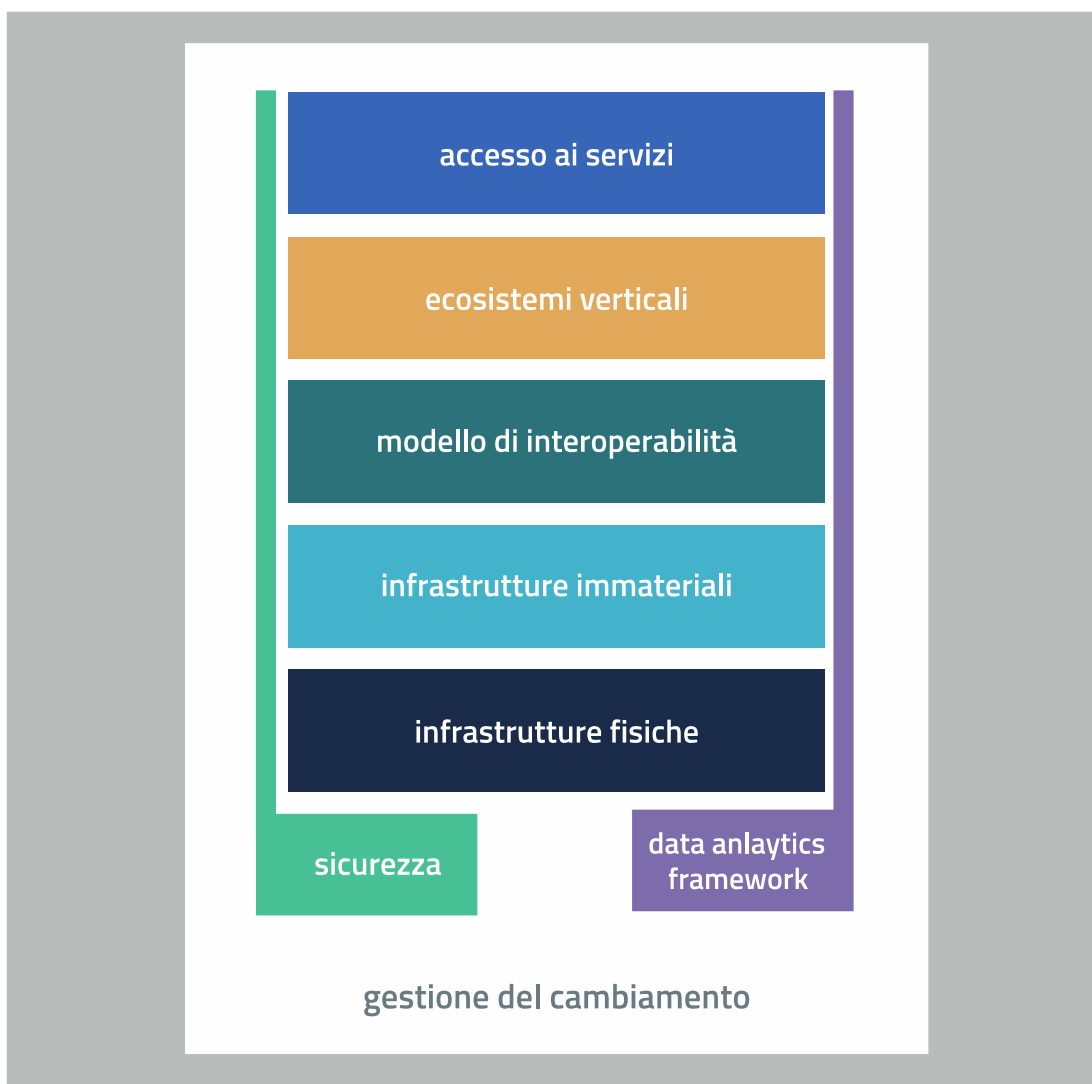 accesso ai servizi
ecosistemi verticali
modello di interoperabilità
infrastrutture immateriali
infrastrutture fisiche
sicurezza
data anlaytics
framework
gestione del cambiamento